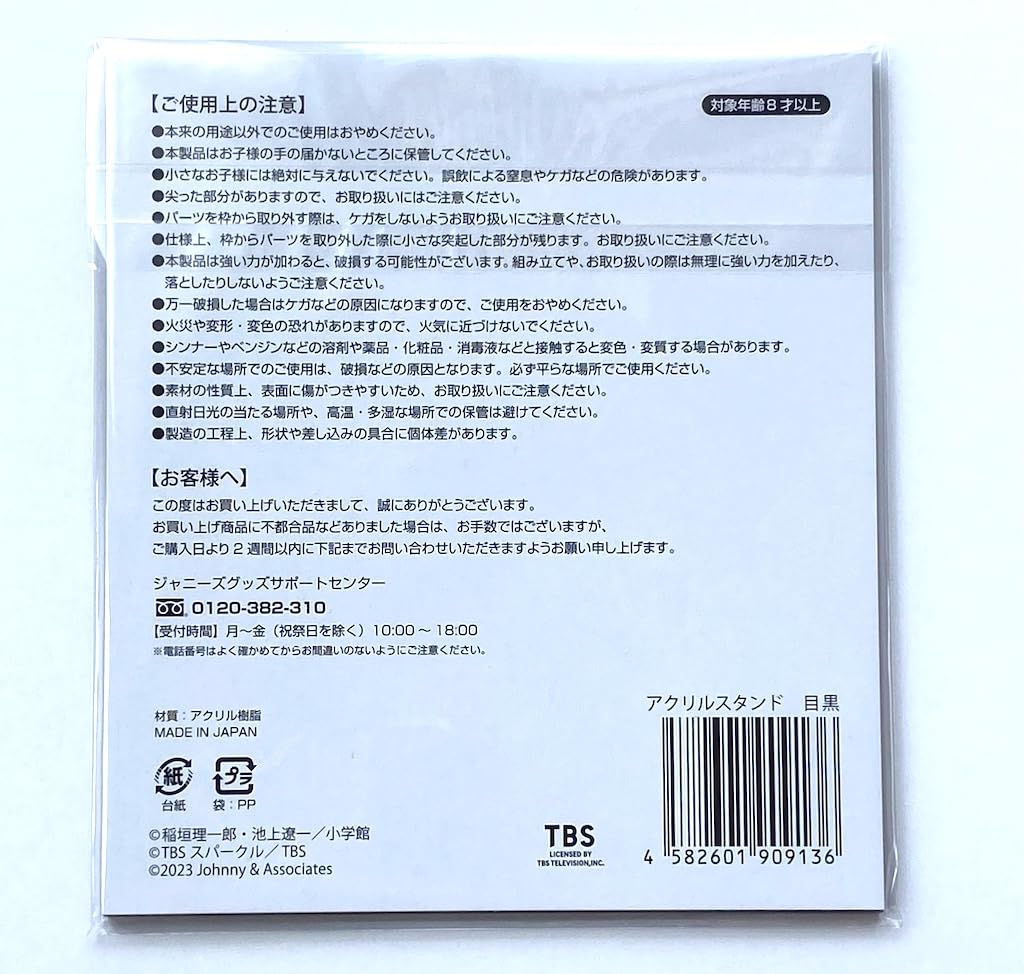 【ご使用上の注意】
対象年齢8才以上
●本来の用途以外でのご使用はおやめください。
●本製品はお子様の手の届かないところに保管してください。
●小さなお子様には絶対に与えないでください。誤飲による窒息やケガなどの危険があります。
●尖った部分がありますので、お取り扱いにはご注意ください。
●パーツを枠から取り外す際は、ケガをしないようお取り扱いにご注意ください。
●仕様上、枠からパーツを取り外した際に小さな突起した部分が残ります。お取り扱いにご注意ください。
●本製品は強い力が加わると、破損する可能性がございます。組み立てや、お取り扱いの際は無理に強い力を加えたり、
落としたりしないようご注意ください。
●万一破損した場合はケガなどの原因になりますので、ご使用をおやめください。
●火災や変形・変色の恐れがありますので、火気に近づけないでください。
●シンナーやベンジンなどの溶剤や薬品・化粧品・消毒液などと接触すると変色・変質する場合があります。
●不安定な場所でのご使用は、破損などの原因となります。必ず平らな場所でご使用ください。
●素材の性質上、表面に傷がつきやすいため、お取り扱いにご注意ください。
●直射日光の当たる場所や、高温・多湿な場所での保管は避けてください。
●製造の工程上、形状や差し込みの具合に個体差があります。
【お客様へ】
この度はお買い上げいただきまして、誠にありがとうございます。
お買い上げ商品に不都合品などありました場合は、お手数ではございますが、
ご購入日より2週間以内に下記までお問い合わせいただきますようお願い申し上げます。
ジャニーズグッズサポートセンター
0120-382-310
【受付時間】月〜金（祝祭日を除く）10:00〜18:00
※電話番号はよく確かめてからお間違いのないようにご注意ください。
アクリルスタンド 目黒
材質：アクリル樹脂
MADE IN JAPAN
紙 プラ
台紙 袋：PP
©稲垣理一郎・池上遼一／小学館
©TBSスパークル／TBS
©2023 Johnny & Associates
TBS
LICENSED BY
TBS TELEVISION,INC.
4 582601 909136